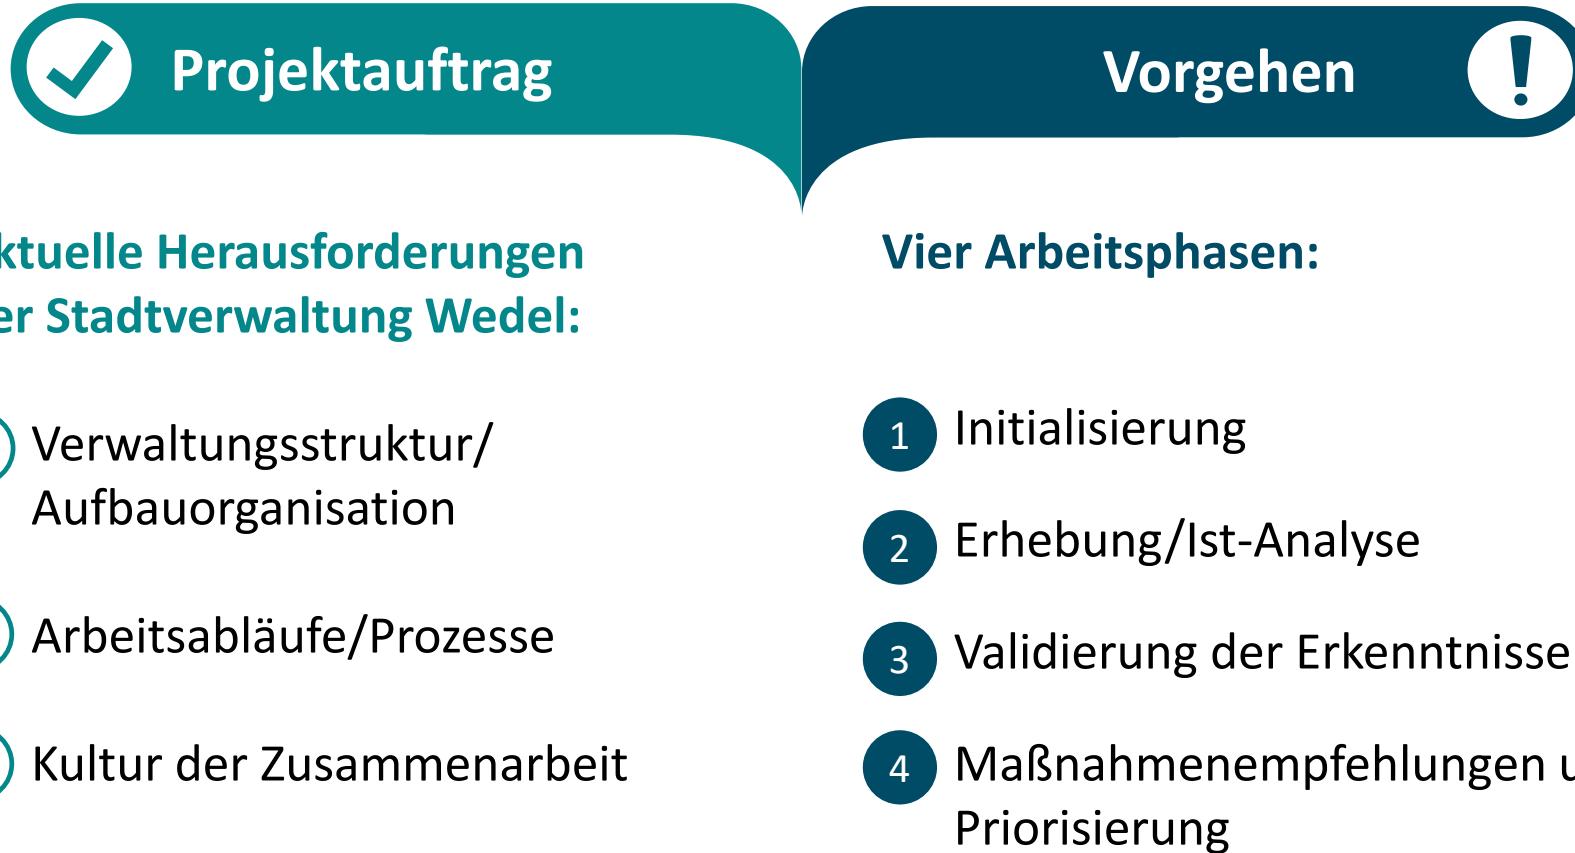 Projektauftrag
ktuelle Herausforderungen
er Stadtverwaltung Wedel:
Verwaltungsstruktur/
Aufbauorganisation
Arbeitsabläufe/Prozesse
Kultur der Zusammenarbeit
Vorgehen
Vier Arbeitsphasen:
1 Initialisierung
2 Erhebung/Ist-Analyse
3 Validierung der Erkenntnisse
4 Maßnahmenempfehlungen u
Priorisierung